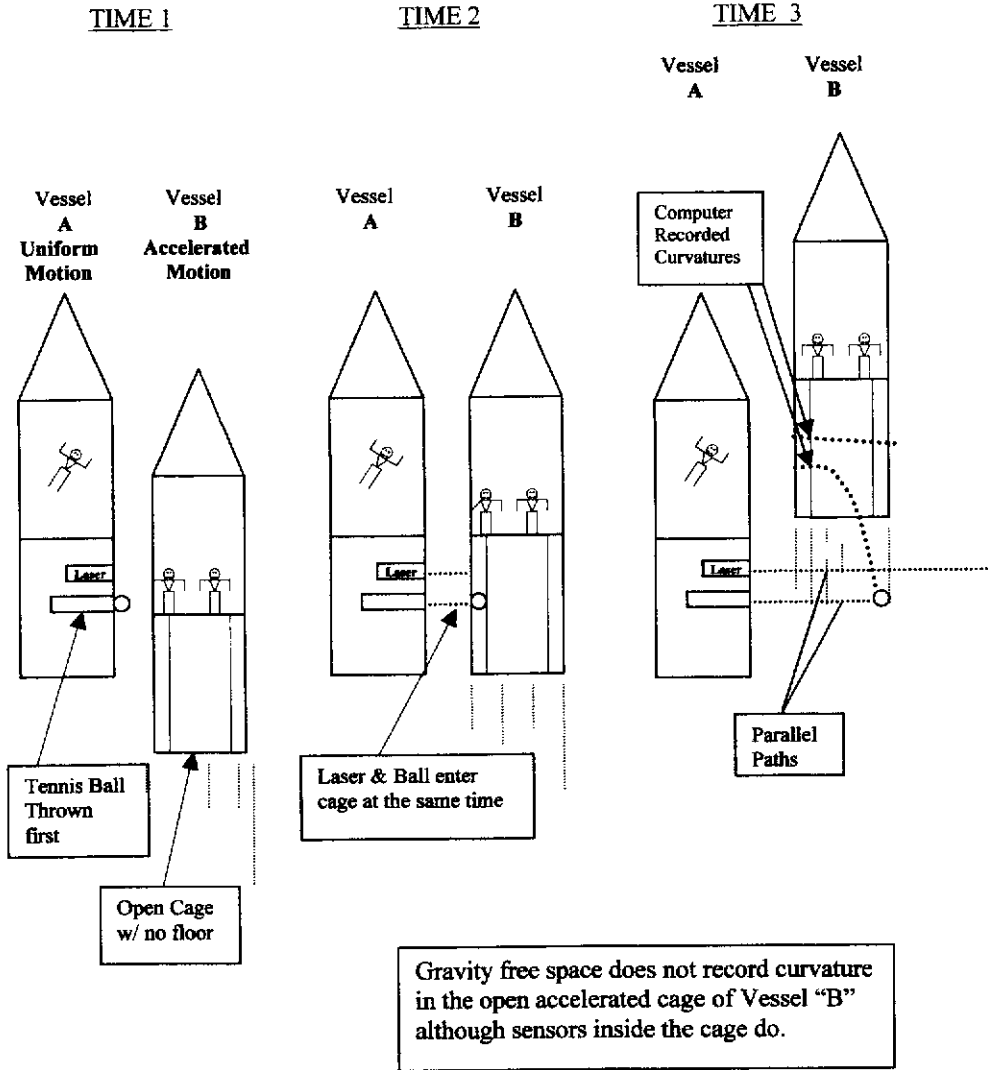 TIME 1
TIME 2
TIME 3
Vessel
A
Vessel
B
Vessel
A
Uniform
Motion
Vessel
B
Accelerated
Motion
Vessel
A
Vessel
B
Computer
Recorded
Curvatures
Laser
Laser
Laser
Tennis Ball
Thrown
first
Laser & Ball enter
cage at the same time
Parallel
Paths
Open Cage
w/ no floor
Gravity free space does not record curvature
in the open accelerated cage of Vessel “B”
although sensors inside the cage do.